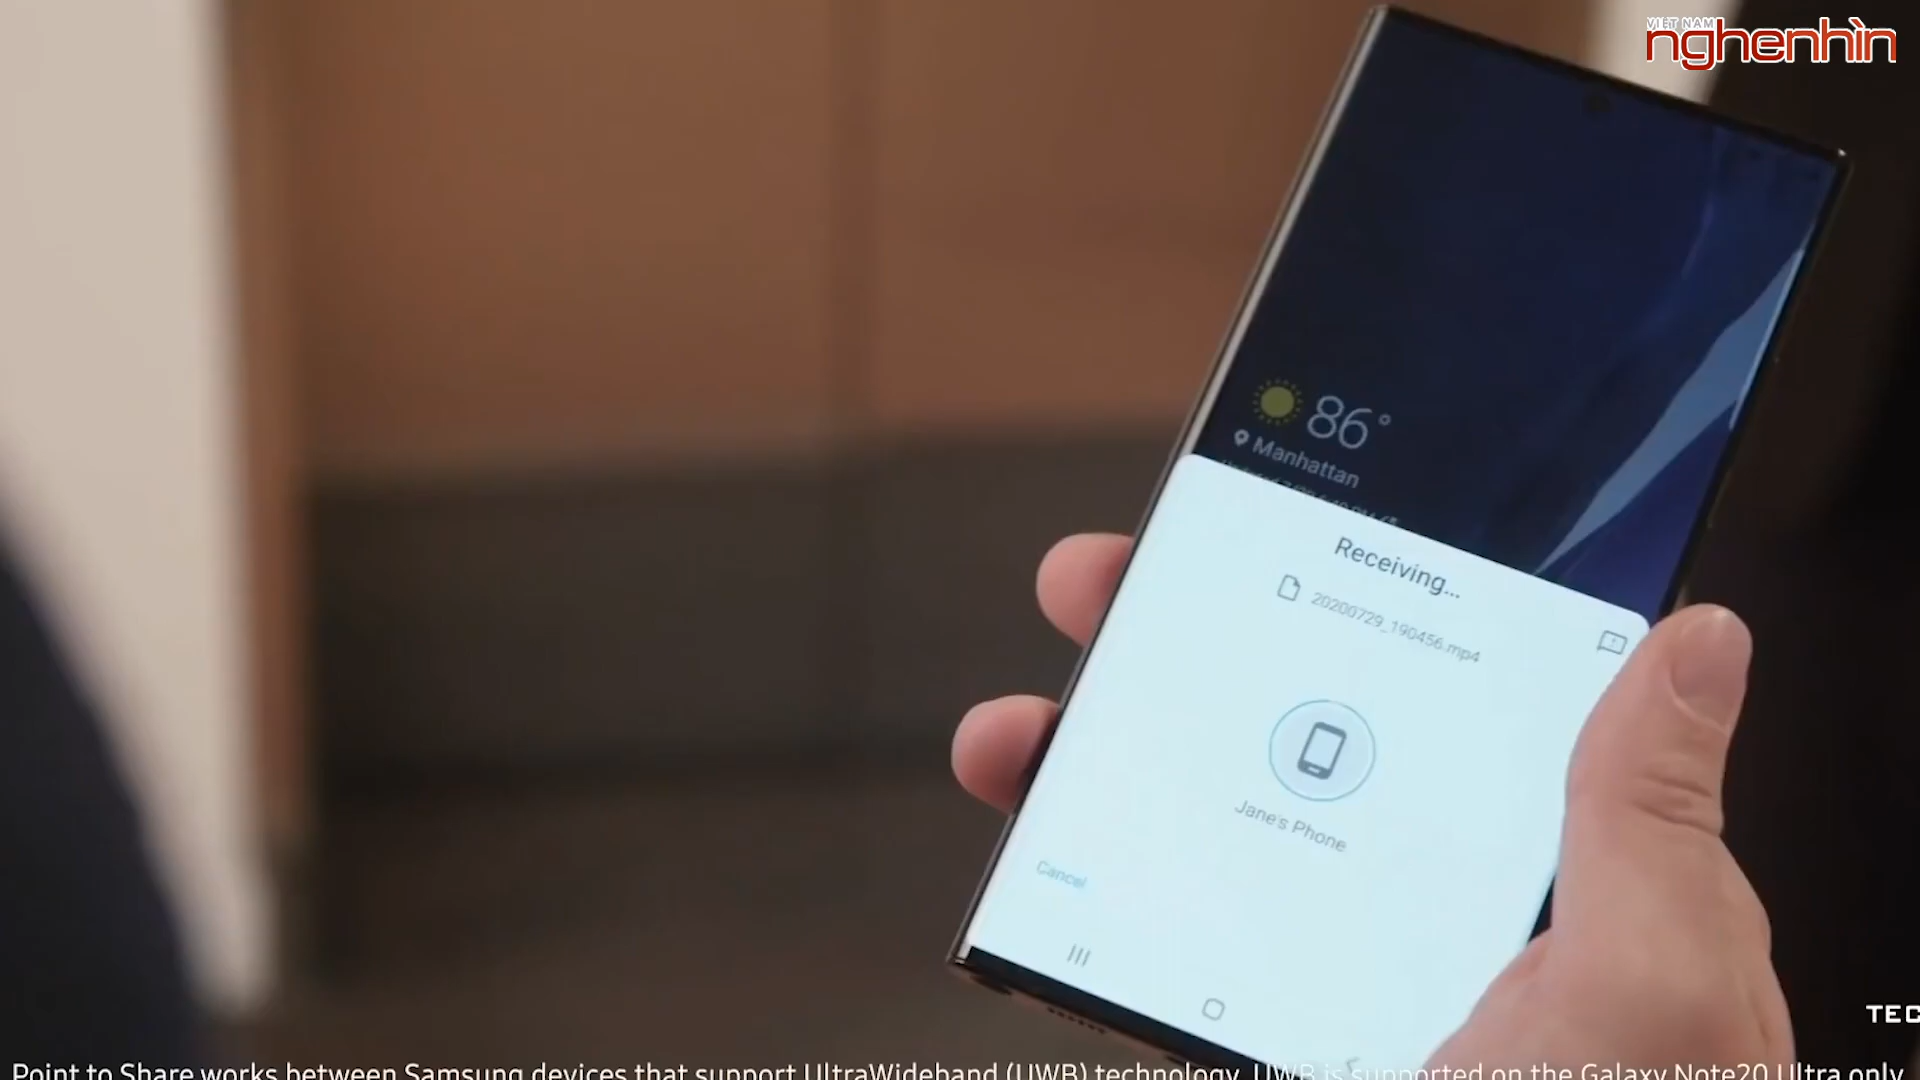 VIỆT NAM
nghenhìn
86°
Manhattan
Receiving...
20200729_190456.mp4
Jane's Phone
Cancel
TEC
Point to Share works between Samsung devices that support UltraWideband (UWB) technology. UWB is supported on the Galaxy Note20 Ultra only.